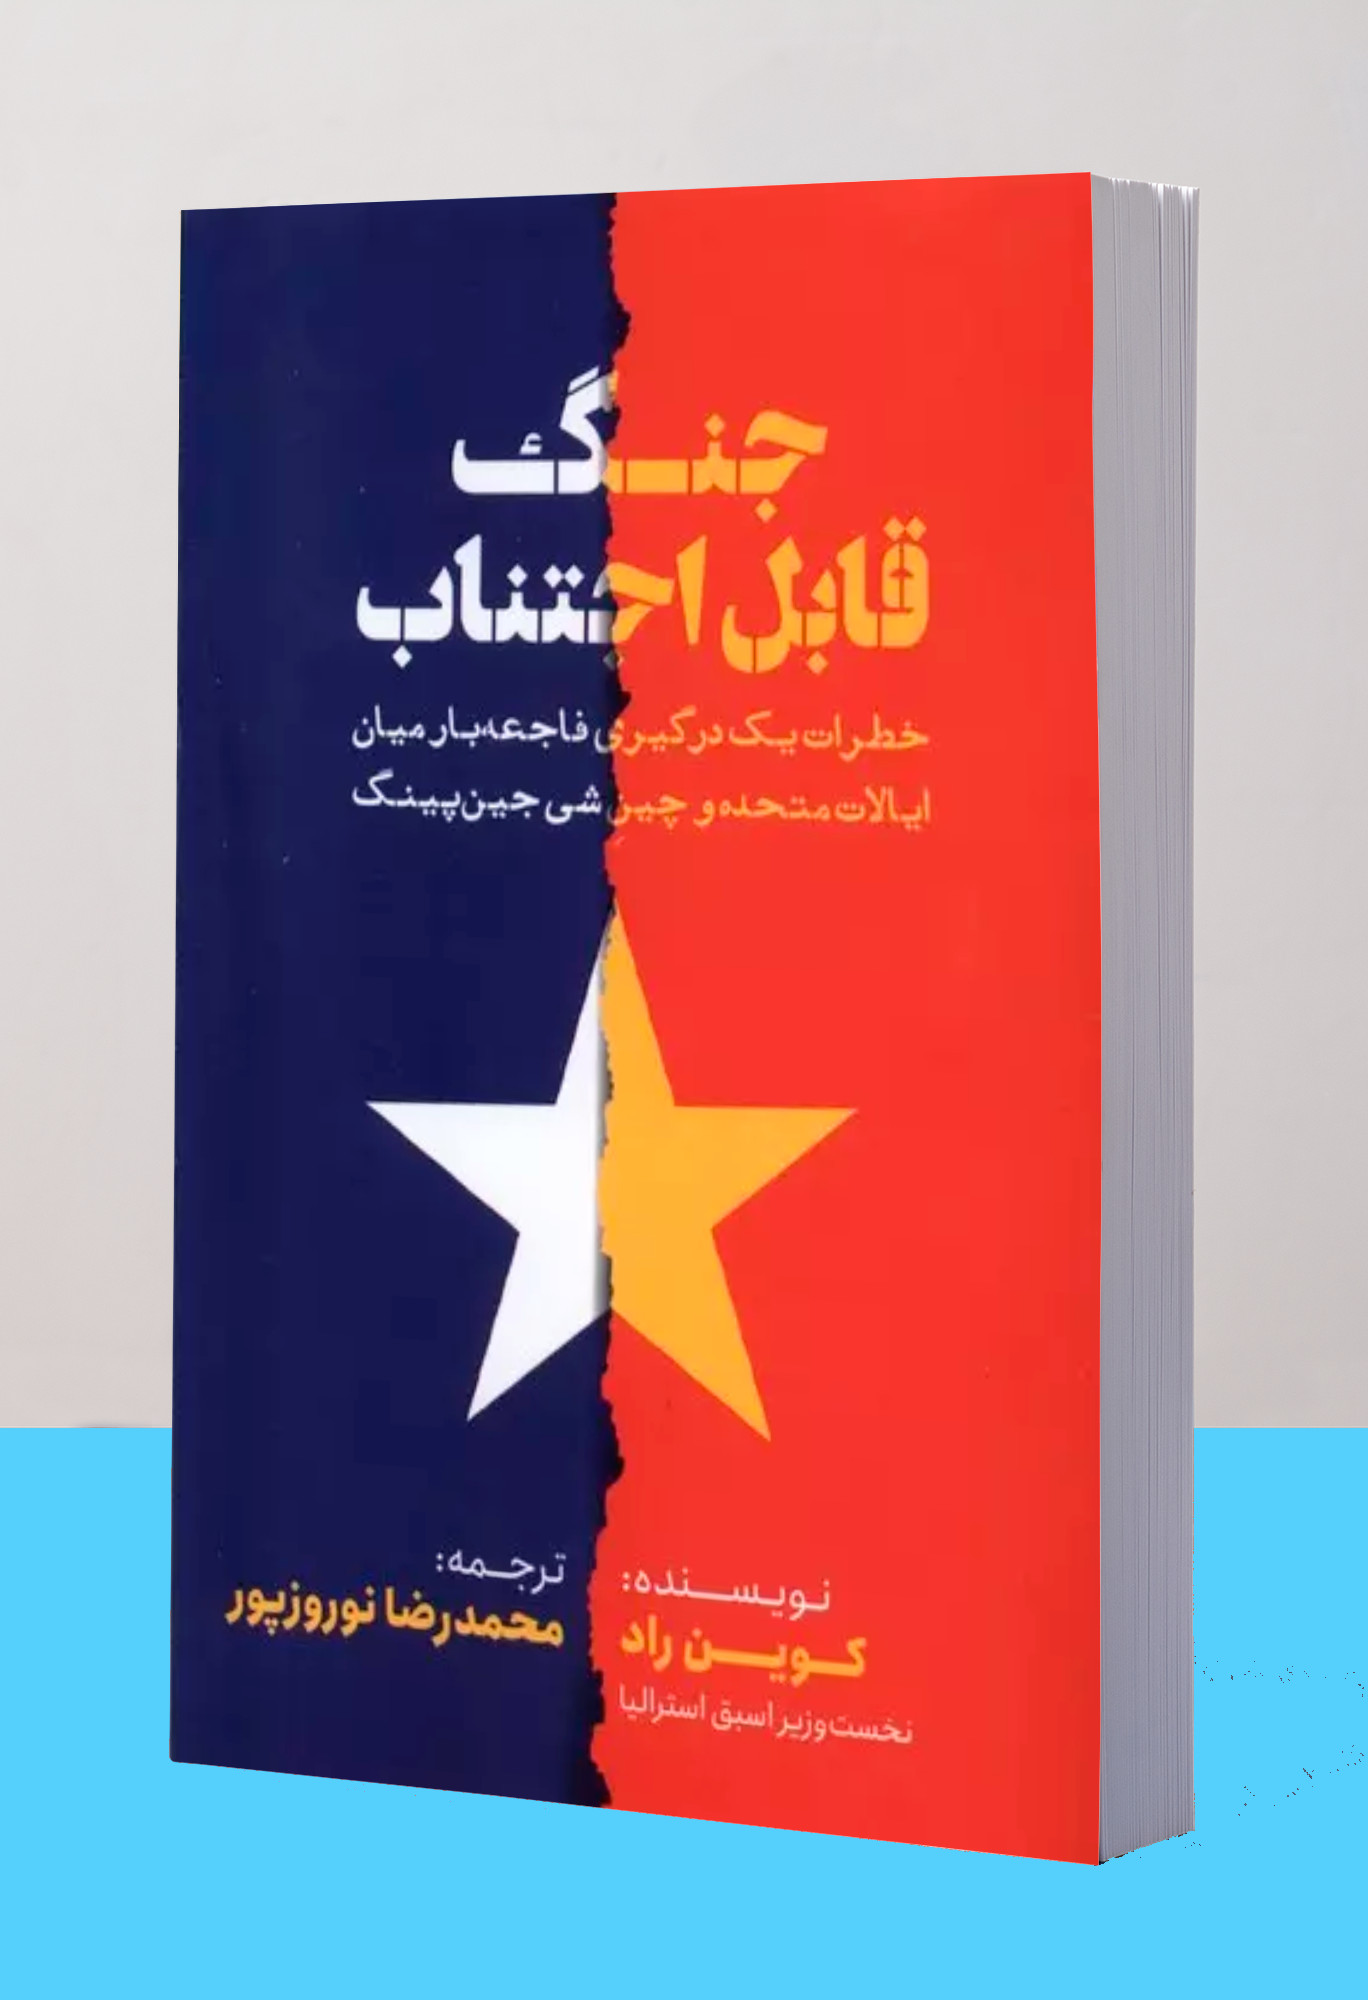 جنگ
قابل اجتناب
خطرات یک درگیری فاجعه‌بار میان
ایالات متحده و چینِ شی جین‌پینگ
نویسنده:
کوین راد
نخست‌وزیر اسبق استرالیا
ترجمه:
محمدرضا نوروزپور